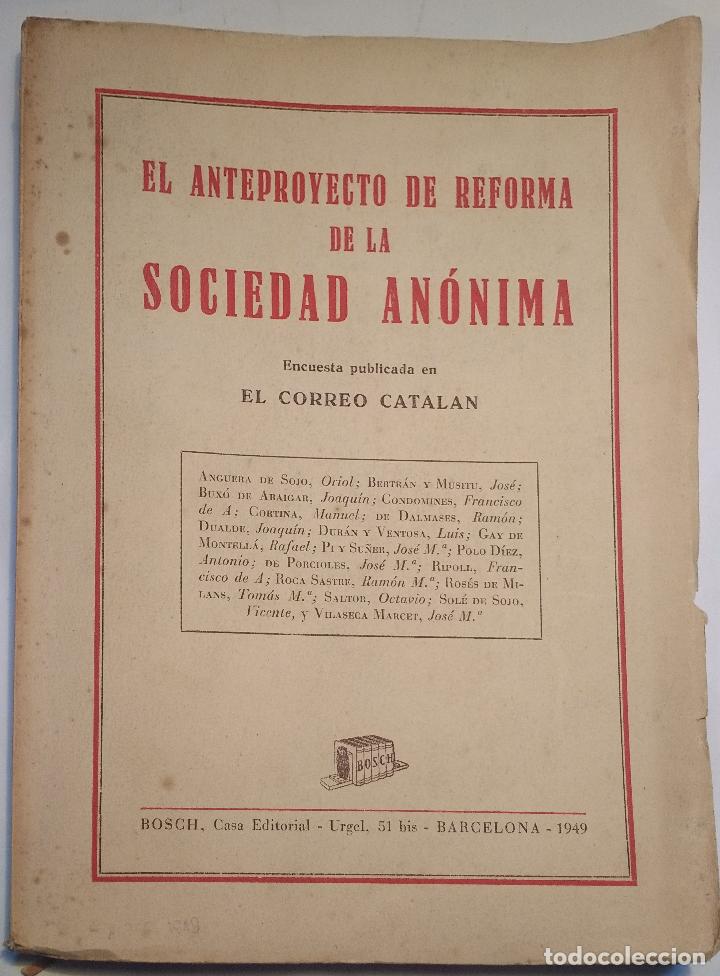 EL ANTEPROYECTO DE REFORMA
DE LA
SOCIEDAD ANÓNIMA
Encuesta publicada en
EL CORREO CATALAN
ANGUERA DE SOJO, Oriol; BERTRÁN Y MÚSITU, José;
BUXÓ DE ABAIGAR, Joaquín; CONDOMINES, Francisco
de A; CORTINA, Manuel; DE DALMASES, Ramón;
DUALDE, Joaquín; DURÁN Y VENTOSA, Luis; GAY DE
MONTELLÁ, Rafael; PI Y SUÑER, José M.ª; POLO DÍEZ,
Antonio; DE PORCIOLES, José M.ª; RIPOLL, Fran-
cisco de A; ROCA SASTRE, Ramón M.ª; ROSÉS DE MI-
LANS, Tomás M.ª; SALTOR, Octavio; SOLÉ DE SOJO,
Vicente, y VILASECA MARCET, José M.ª
BOSCH
BOSCH, Casa Editorial - Urgel, 51 bis - BARCELONA - 1949
todocoleccion.net